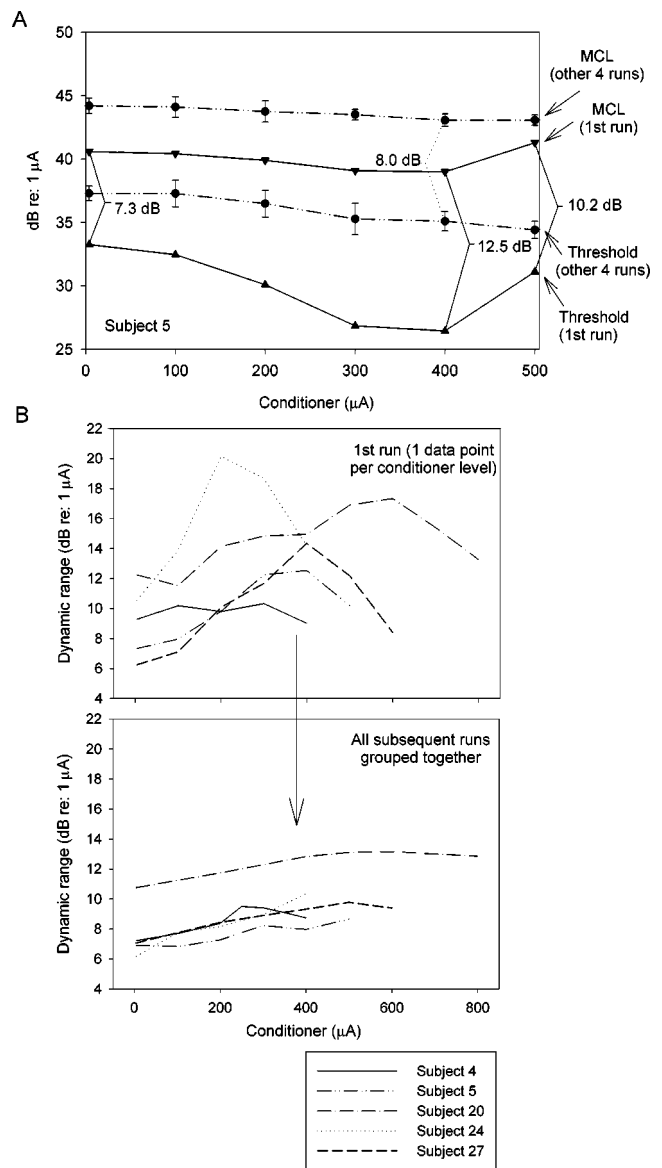 A
50
45
40
35
30
25
dB re: 1 µA
MCL
(other 4 runs)
MCL
(1st run)
8.0 dB
7.3 dB
10.2 dB
12.5 dB
Threshold
(other 4 runs)
Threshold
(1st run)
Subject 5
0
100
200
300
400
500
Conditioner (µA)
B
22
20
18
16
14
12
10
8
6
4
Dynamic range (dB re: 1 µA)
1st run (1 data point
per conditioner level)
22
20
18
16
14
12
10
8
6
4
Dynamic range (dB re: 1 µA)
All subsequent runs
grouped together
0
200
400
600
800
Conditioner (µA)
Subject 4
Subject 5
Subject 20
Subject 24
Subject 27